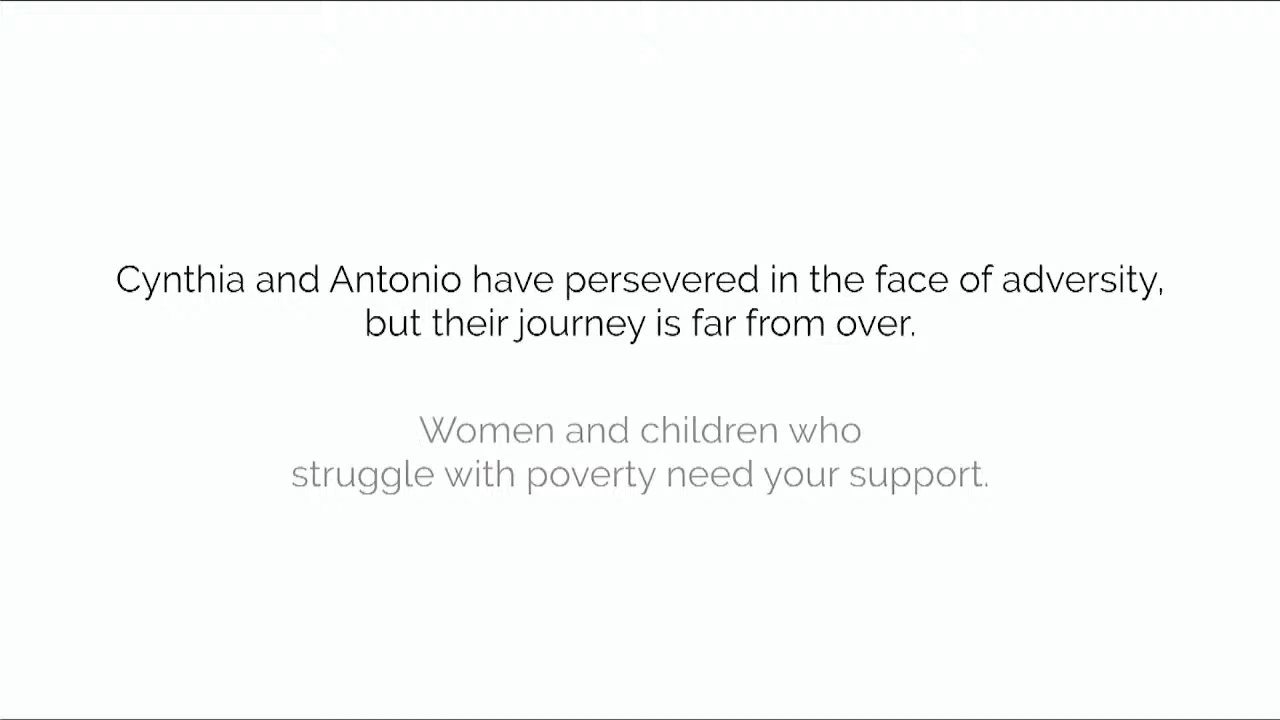 Cynthia and Antonio have persevered in the face of adversity,
but their journey is far from over.
Women and children who
struggle with poverty need your support.